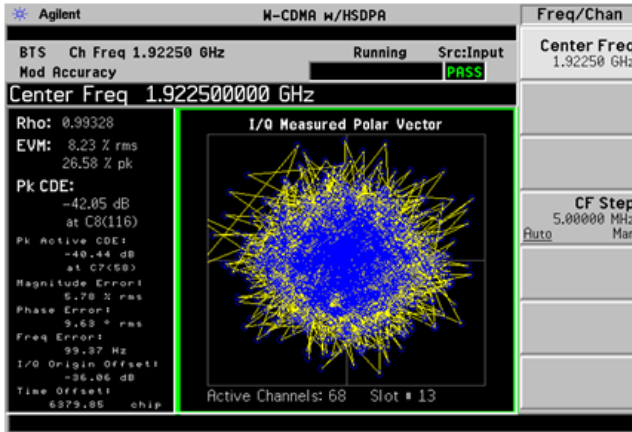 Agilent
W-CDMA w/HSDPA
Freq/Chan
BTS Ch Freq 1.92250 GHz
Running
Src:Input
Mod Accuracy
PASS
Center Freq 1.922500000 GHz
Rho: 0.99328
EVM: 8.23 % rms
26.58 % pk
Pk CDE:
-42.05 dB
at C8(116)
Pk Active CDE:
-40.44 dB
at C7(58)
Magnitude Error:
5.78 % rms
Phase Error:
9.63 ° rms
Freq Error:
99.37 Hz
I/Q Origin Offset:
-36.06 dB
Time Offset:
6379.85 chip
I/Q Measured Polar Vector
Active Channels: 68 Slot # 13
Center Freq
1.92250 GHz
CF Step
5.00000 MHz
Auto Man